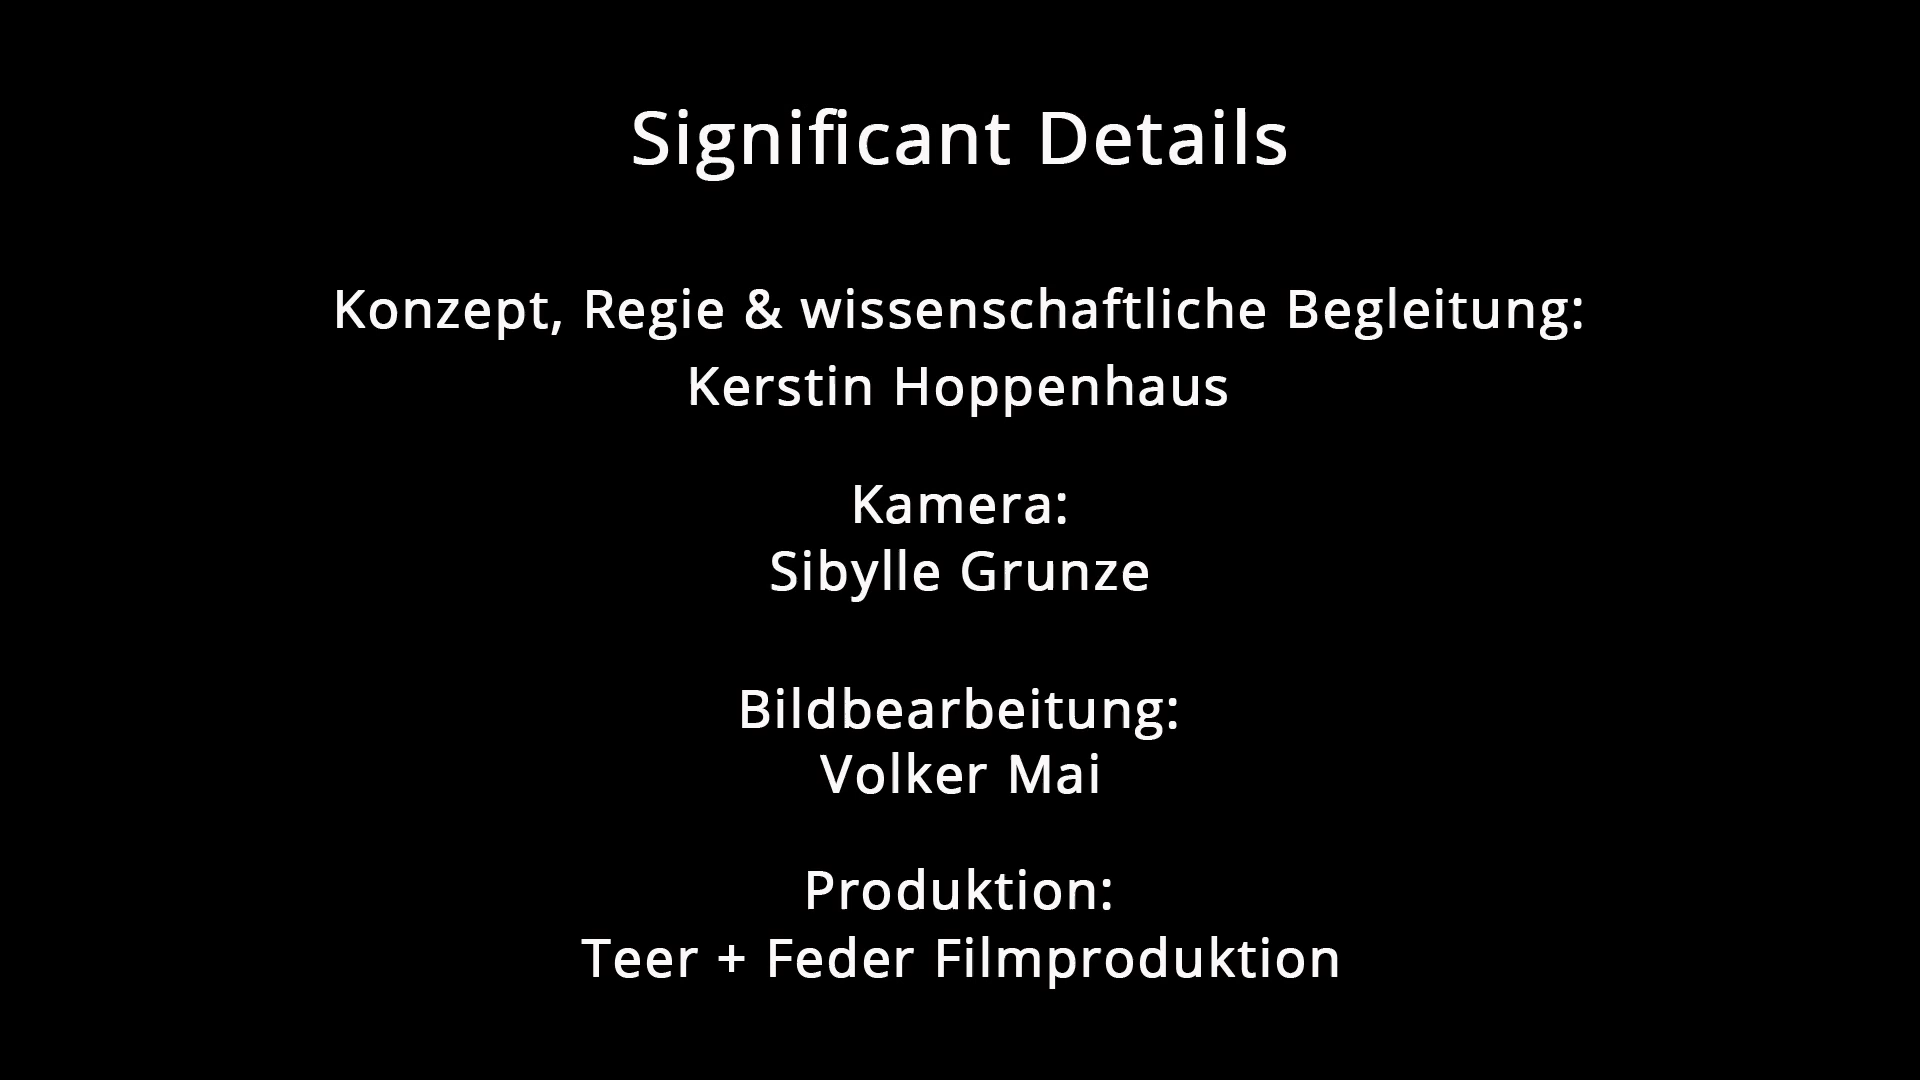 Significant Details
Konzept, Regie & wissenschaftliche Begleitung:
Kerstin Hoppenhaus
Kamera:
Sibylle Grunze
Bildbearbeitung:
Volker Mai
Produktion:
Teer + Feder Filmproduktion